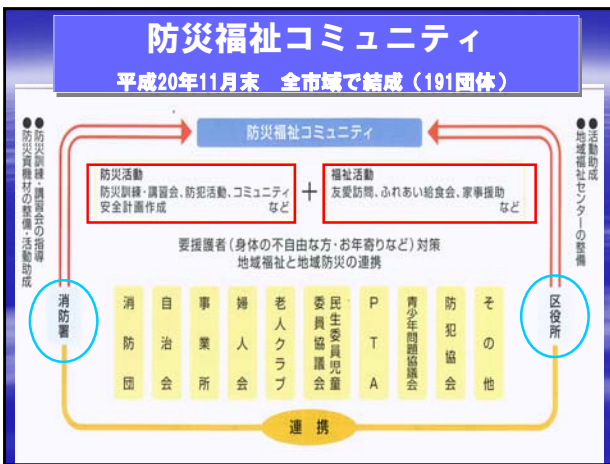 防災福祉コミュニティ
平成20年11月末　全市域で結成（191団体）
防災福祉コミュニティ
●防災訓練・講習会の指導
●防災資機材の整備・活動助成
●活動助成
●地域福祉センターの整備
防災活動
防災訓練・講習会、防犯活動、コミュニティ
安全計画作成　など
＋
福祉活動
友愛訪問、ふれあい給食会、家事援助
など
要援護者（身体の不自由な方・お年寄りなど）対策
地域福祉と地域防災の連携
消防署
消防団
自治会
事業所
婦人会
老人クラブ
民生委員児童
委員協議会
PTA
青少年問題協議会
防犯協会
その他
区役所
連携